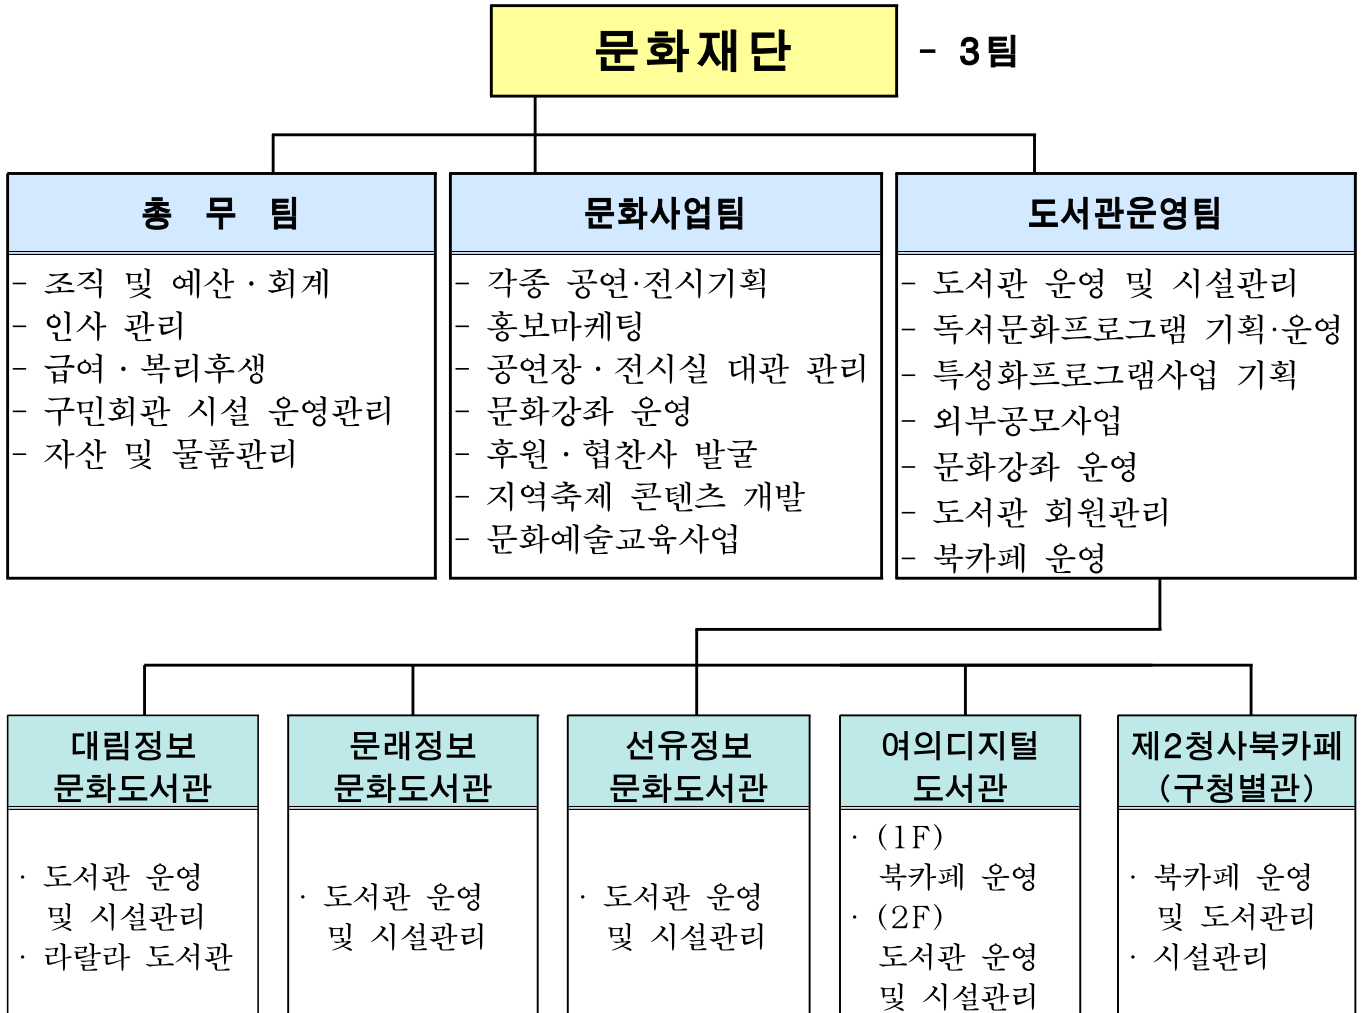 문화재단
- 3팀
총 무 팀
- 조직 및 예산 · 회계
- 인사 관리
- 급여 · 복리후생
- 구민회관 시설 운영관리
- 자산 및 물품관리
문화사업팀
- 각종 공연·전시기획
- 홍보마케팅
- 공연장 · 전시실 대관 관리
- 문화강좌 운영
- 후원 · 협찬사 발굴
- 지역축제 콘텐츠 개발
- 문화예술교육사업
도서관운영팀
- 도서관 운영 및 시설관리
- 독서문화프로그램 기획·운영
- 특성화프로그램사업 기획
- 외부공모사업
- 문화강좌 운영
- 도서관 회원관리
- 북카페 운영
대림정보
문화도서관
· 도서관 운영
및 시설관리
· 라랄라 도서관
문래정보
문화도서관
· 도서관 운영
및 시설관리
선유정보
문화도서관
· 도서관 운영
및 시설관리
여의디지털
도서관
· (1F)
북카페 운영
· (2F)
도서관 운영
및 시설관리
제2청사북카페
(구청별관)
· 북카페 운영
및 도서관리
· 시설관리